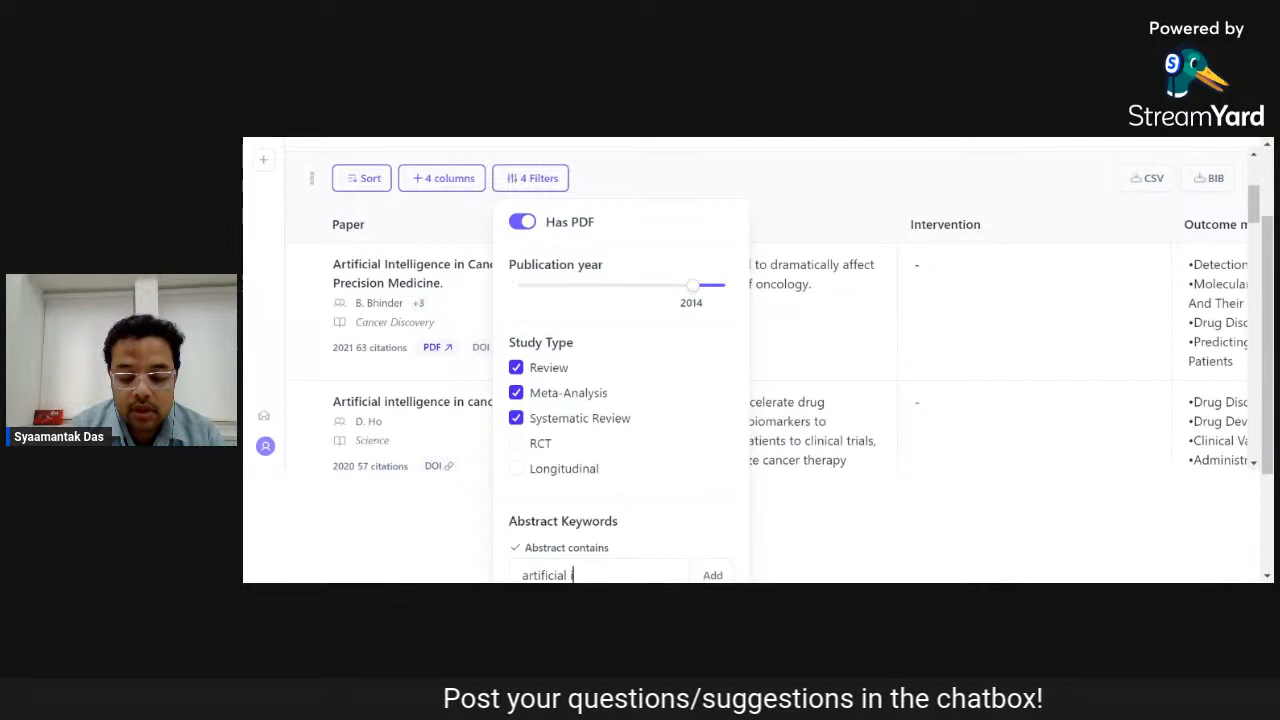 Powered by
StreamYard
Sort
+ 4 columns
4 Filters
CSV
BIB
Paper
Intervention
Outcome m
Artificial Intelligence in Canc
Precision Medicine.
B. Bhinder +3
Cancer Discovery
2021 63 citations PDF DOI
Artificial intelligence in canc
D. Ho
Science
2020 57 citations DOI
Has PDF
Publication year
2014
Study Type
Review
Meta-Analysis
Systematic Review
RCT
Longitudinal
Abstract Keywords
Abstract contains
artificial i
Add
d to dramatically affect
of oncology.
-
•Detection
•Molecular
And Their
•Drug Disc
•Predicting
Patients
celerate drug
biomarkers to
atients to clinical trials,
ze cancer therapy
-
•Drug Disc
•Drug Dev
•Clinical Va
•Administr
Syaamantak Das
Post your questions/suggestions in the chatbox!